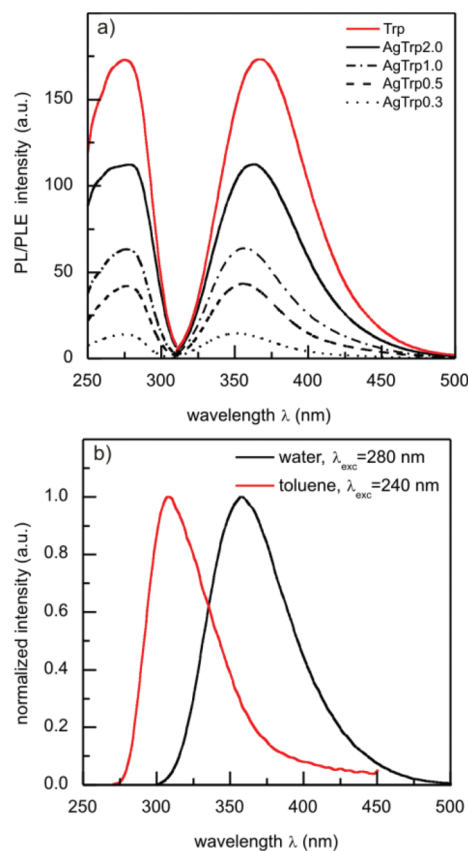 a)
Trp
AgTrp2.0
AgTrp1.0
AgTrp0.5
AgTrp0.3
PL/PLE intensity (a.u.)
150
100
50
0
250 300 350 400 450 500
wavelength λ (nm)
b)
water, λexc=280 nm
toluene, λexc=240 nm
normalized intensity (a.u.)
1.0
0.8
0.6
0.4
0.2
0.0
250 300 350 400 450 500
wavelength λ (nm)